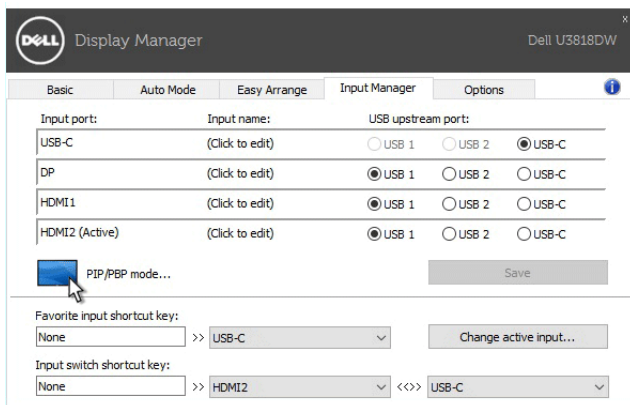 x
DELL Display Manager Dell U3818DW
Basic Auto Mode Easy Arrange Input Manager Options i
Input port: Input name: USB upstream port:
USB-C (Click to edit) USB 1 USB 2 USB-C
DP (Click to edit) USB 1 USB 2 USB-C
HDMI1 (Click to edit) USB 1 USB 2 USB-C
HDMI2 (Active) (Click to edit) USB 1 USB 2 USB-C
PIP/PBP mode... Save
Favorite input shortcut key:
None >> USB-C Change active input...
Input switch shortcut key:
None >> HDMI2 <<>> USB-C